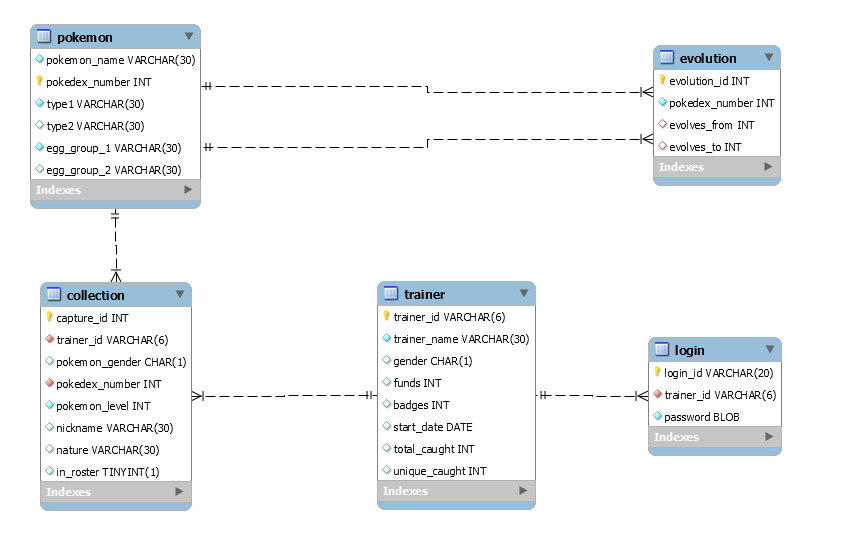 pokemon
pokemon_name VARCHAR(30)
pokedex_number INT
type1 VARCHAR(30)
type2 VARCHAR(30)
egg_group_1 VARCHAR(30)
egg_group_2 VARCHAR(30)
Indexes
evolution
evolution_id INT
pokedex_number INT
evolves_from INT
evolves_to INT
Indexes
collection
capture_id INT
trainer_id VARCHAR(6)
pokemon_gender CHAR(1)
pokedex_number INT
pokemon_level INT
nickname VARCHAR(30)
nature VARCHAR(30)
in_roster TINYINT(1)
Indexes
trainer
trainer_id VARCHAR(6)
trainer_name VARCHAR(30)
gender CHAR(1)
funds INT
badges INT
start_date DATE
total_caught INT
unique_caught INT
Indexes
login
login_id VARCHAR(20)
trainer_id VARCHAR(6)
password BLOB
Indexes